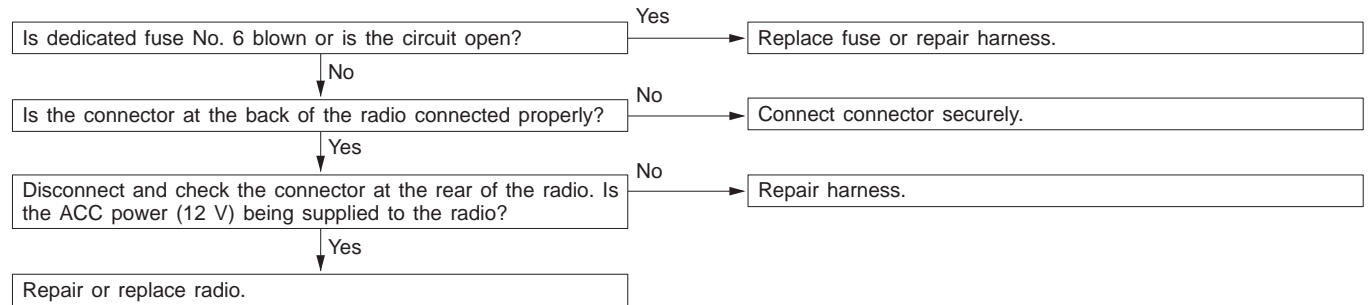 Yes
Is dedicated fuse No. 6 blown or is the circuit open?
Replace fuse or repair harness.
No
No
Is the connector at the back of the radio connected properly?
Connect connector securely.
Yes
No
Disconnect and check the connector at the rear of the radio. Is
the ACC power (12 V) being supplied to the radio?
Repair harness.
Yes
Repair or replace radio.